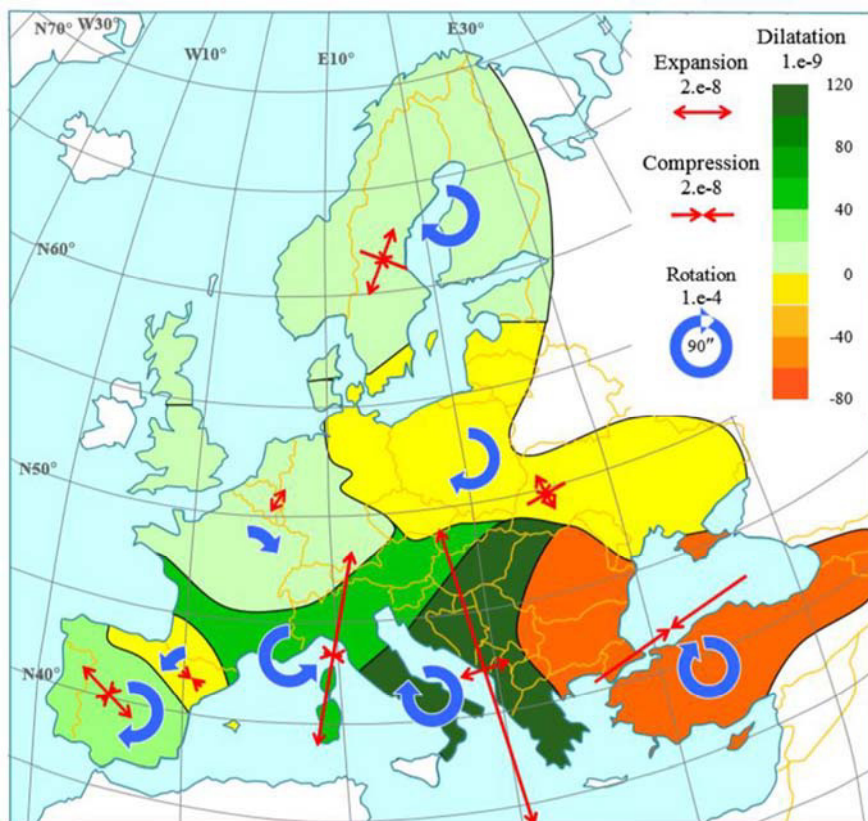 N70° W30°
W10°
E10°
E30°
N60°
N50°
N40°
Expansion
2.e-8
Compression
2.e-8
Rotation
1.e-4
90″
Dilatation
1.e-9
120
80
40
0
-40
-80